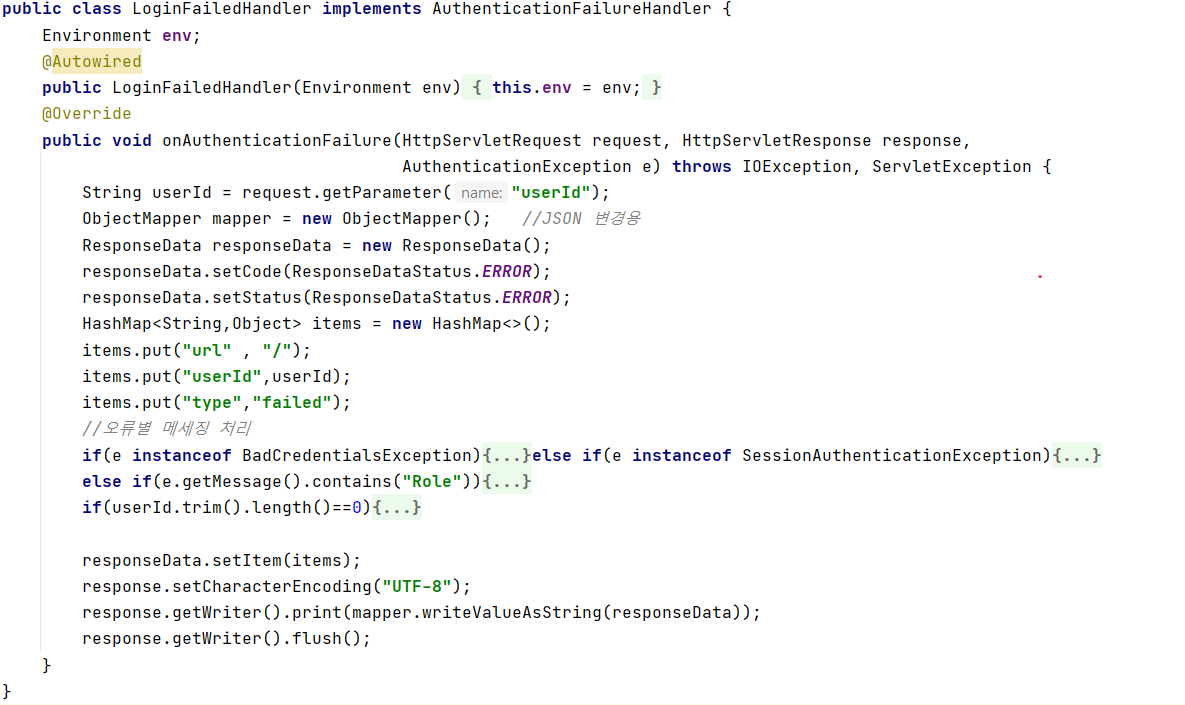 public class LoginFailedHandler implements AuthenticationFailureHandler {
Environment env;
@Autowired
public LoginFailedHandler(Environment env) { this.env = env; }
@Override
public void onAuthenticationFailure(HttpServletRequest request, HttpServletResponse response,
AuthenticationException e) throws IOException, ServletException {
String userId = request.getParameter( name: "userId");
ObjectMapper mapper = new ObjectMapper();   //JSON 변경용
ResponseData responseData = new ResponseData();
responseData.setCode(ResponseDataStatus.ERROR);
responseData.setStatus(ResponseDataStatus.ERROR);
HashMap<String,Object> items = new HashMap<>();
items.put("url" , "/");
items.put("userId",userId);
items.put("type","failed");
//오류별 메세징 처리
if(e instanceof BadCredentialsException){...}else if(e instanceof SessionAuthenticationException){...}
else if(e.getMessage().contains("Role")){...}
if(userId.trim().length()==0){...}
responseData.setItem(items);
response.setCharacterEncoding("UTF-8");
response.getWriter().print(mapper.writeValueAsString(responseData));
response.getWriter().flush();
}
}